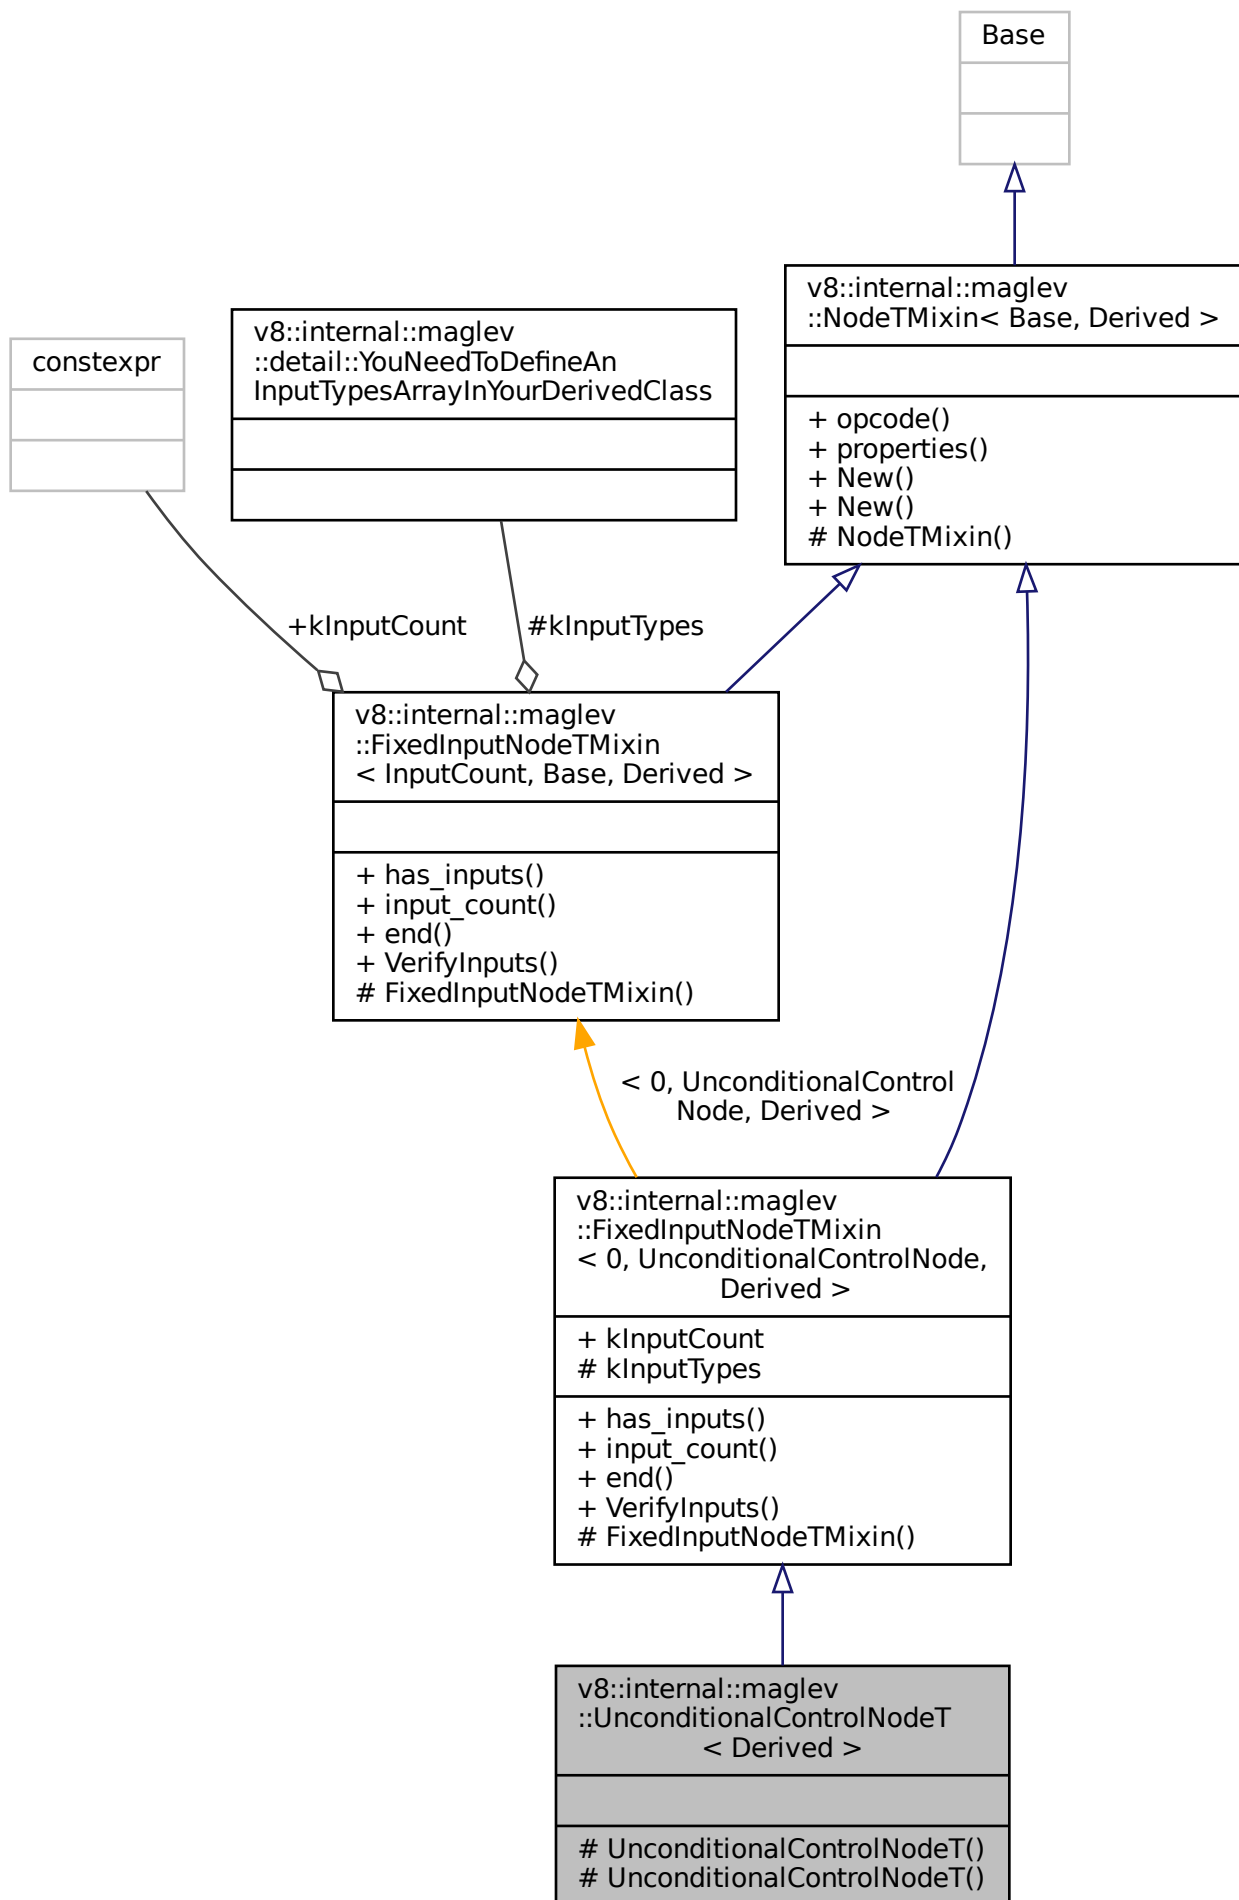 Base
v8::internal::maglev
::NodeTMixin< Base, Derived >
+ opcode()
+ properties()
+ New()
+ New()
# NodeTMixin()
v8::internal::maglev
::detail::YouNeedToDefineAn
InputTypesArrayInYourDerivedClass
constexpr
+kInputCount
#kInputTypes
v8::internal::maglev
::FixedInputNodeTMixin
< InputCount, Base, Derived >
+ has_inputs()
+ input_count()
+ end()
+ VerifyInputs()
# FixedInputNodeTMixin()
< 0, UnconditionalControl
Node, Derived >
v8::internal::maglev
::FixedInputNodeTMixin
< 0, UnconditionalControlNode,
Derived >
+ kInputCount
# kInputTypes
+ has_inputs()
+ input_count()
+ end()
+ VerifyInputs()
# FixedInputNodeTMixin()
v8::internal::maglev
::UnconditionalControlNodeT
< Derived >
# UnconditionalControlNodeT()
# UnconditionalControlNodeT()